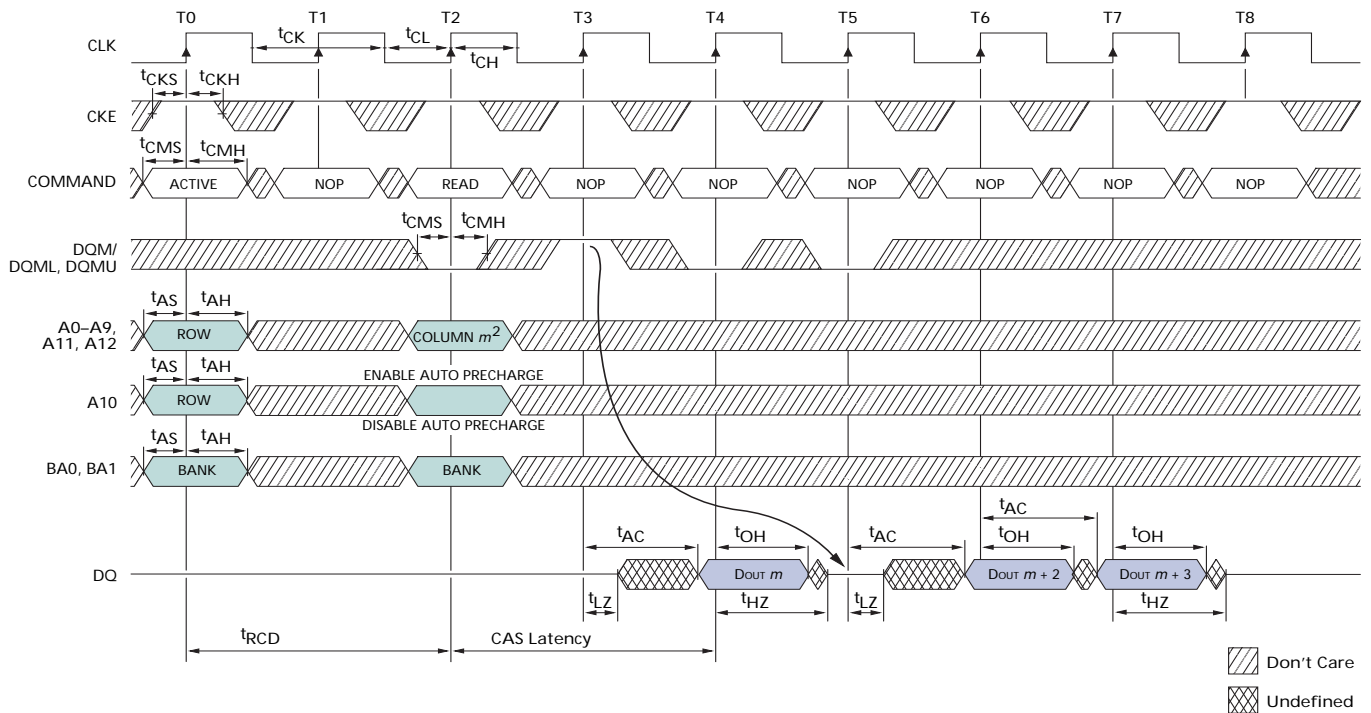 T0 T1 T2 T3 T4 T5 T6 T7 T8
CLK
tCK tCL
tCH
tCKS tCKH
CKE
tCMS tCMH
COMMAND ACTIVE NOP READ NOP NOP NOP NOP NOP NOP
tCMS tCMH
DQM/
DQML, DQMU
tAS tAH
A0–A9,
A11, A12
ROW COLUMN m2
tAS tAH ENABLE AUTO PRECHARGE
A10 ROW
DISABLE AUTO PRECHARGE
tAS tAH
BA0, BA1 BANK BANK
tAC
tAC tOH tAC tOH tOH
DQ DOUT m DOUT m + 2 DOUT m + 3
tLZ tHZ tLZ tHZ
tRCD CAS Latency
Don't Care
Undefined